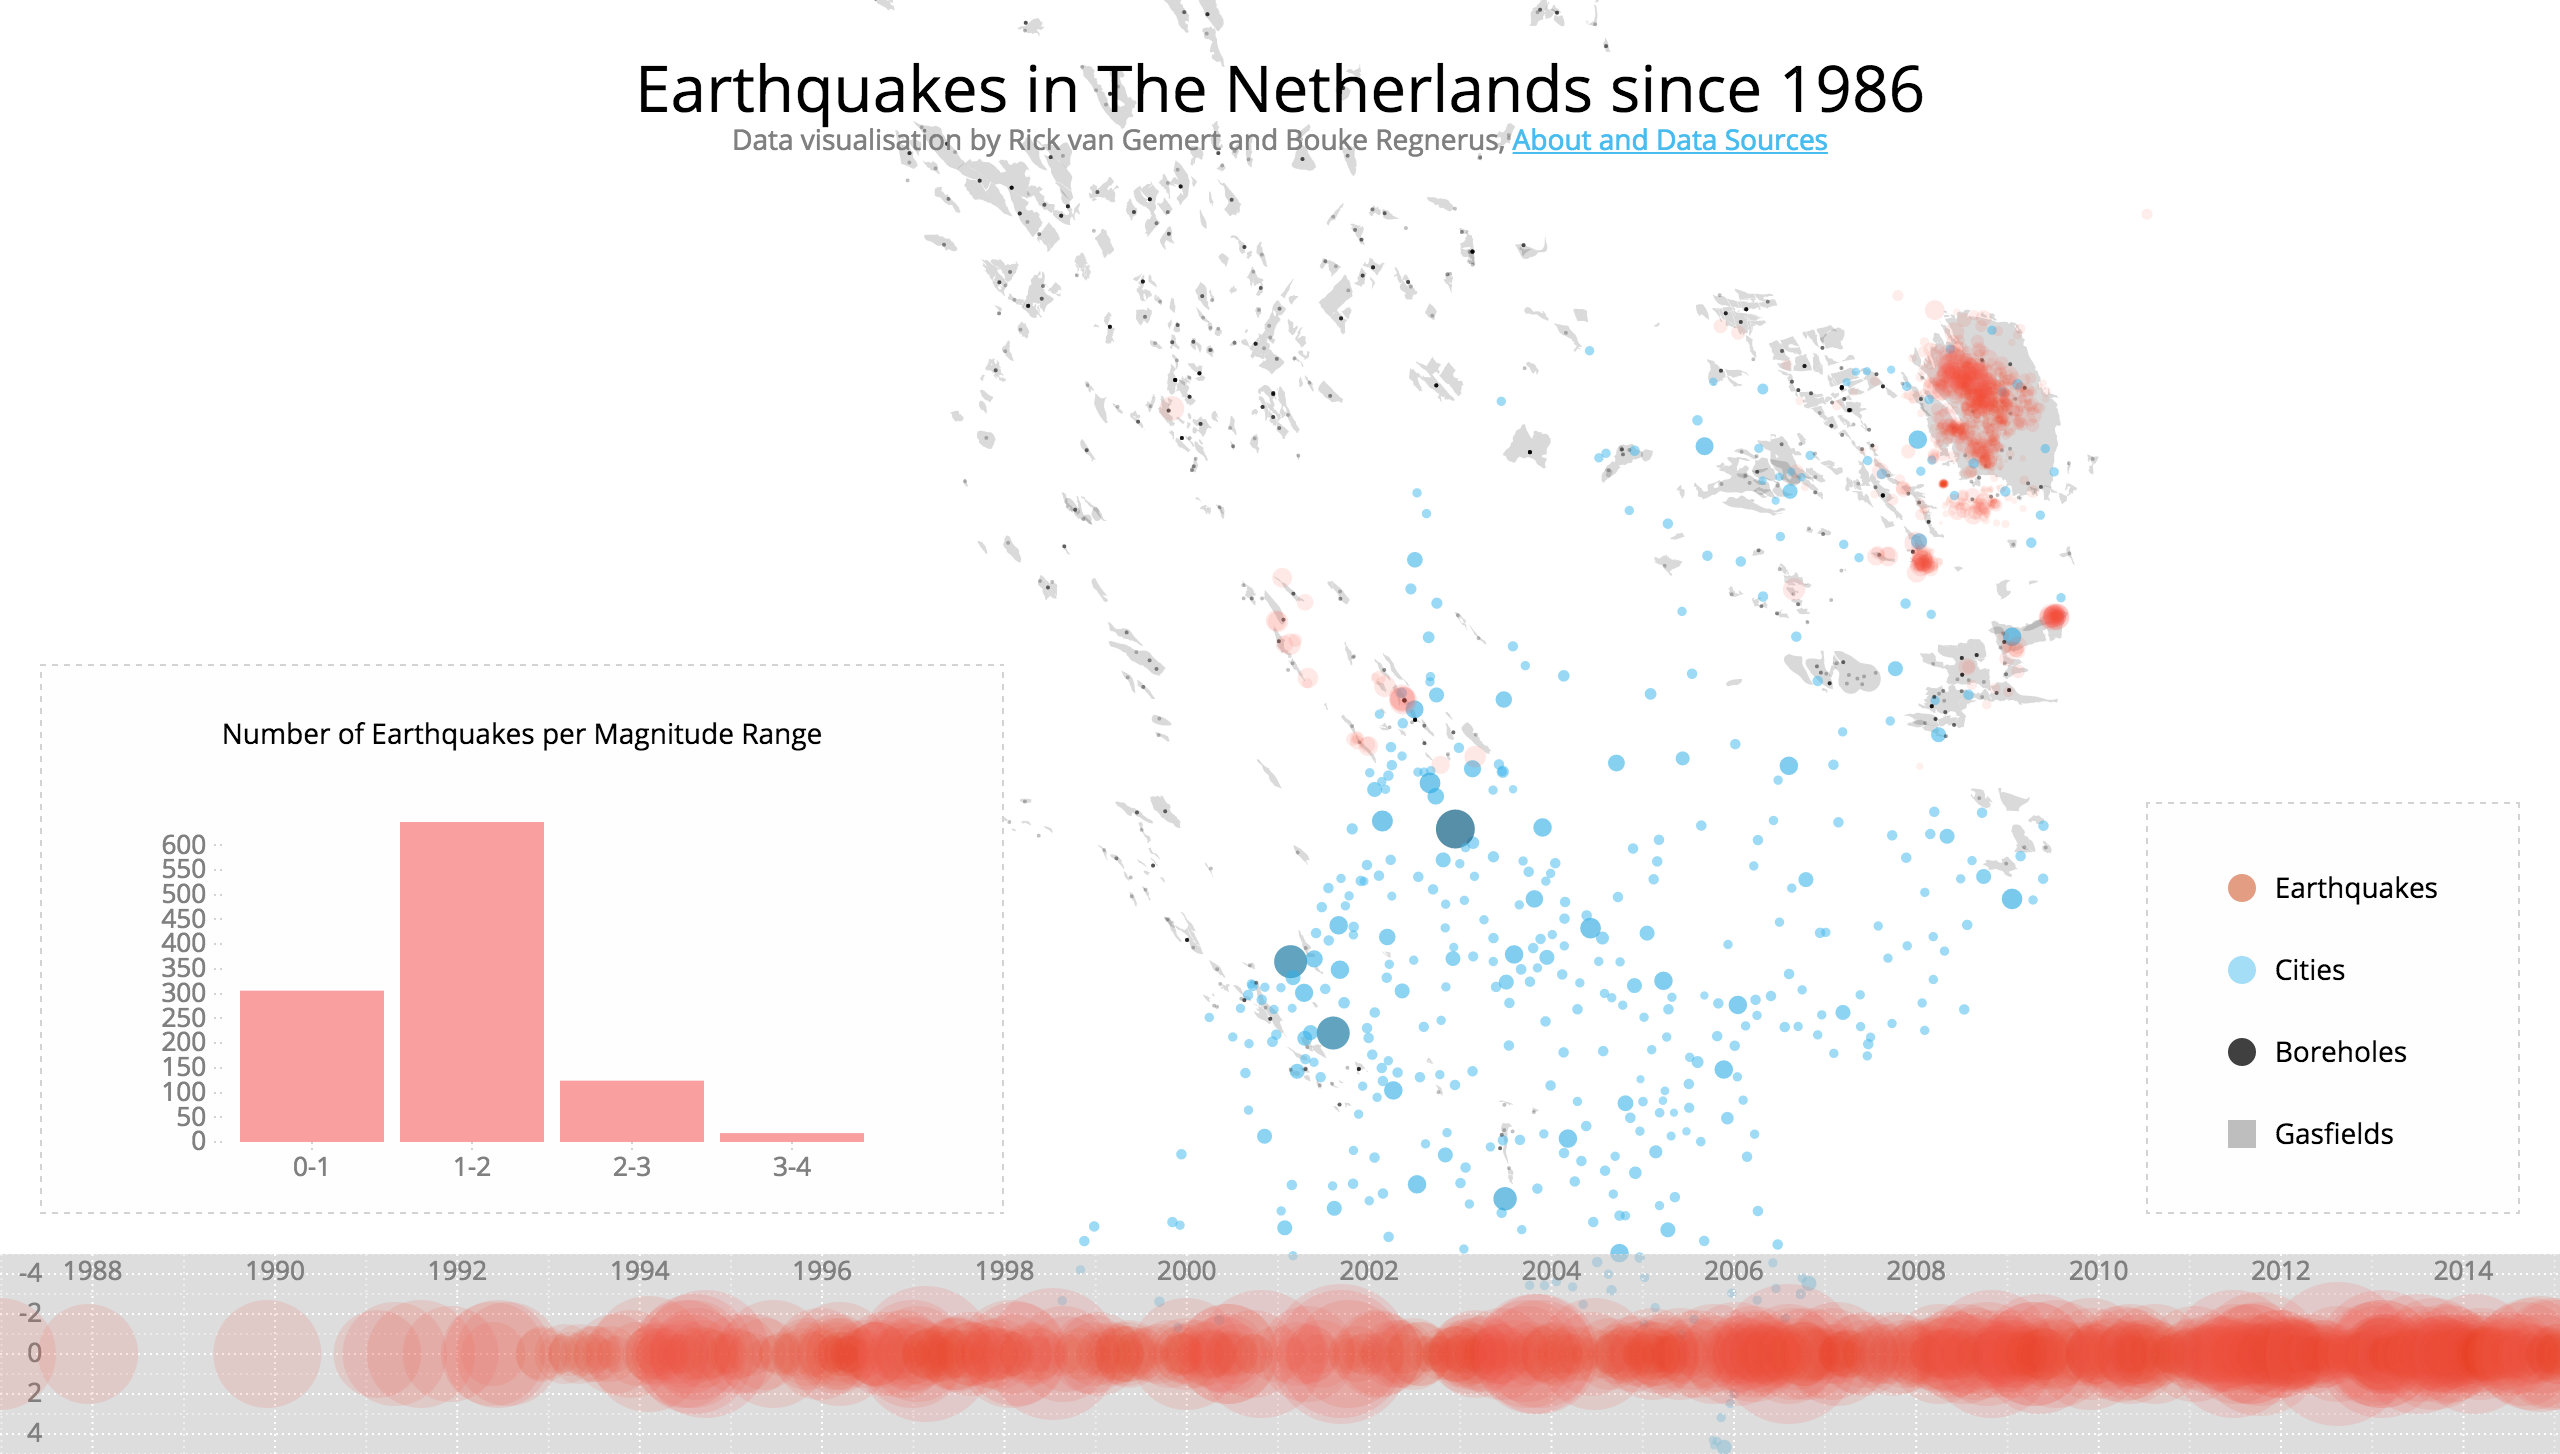 Earthquakes in The Netherlands since 1986
Data visualisation by Rick van Gemert and Bouke Regnerus, About and Data Sources
Number of Earthquakes per Magnitude Range
600
550
500
450
400
350
300
250
200
150
100
50
0
0-1 1-2 2-3 3-4
Earthquakes
Cities
Boreholes
Gasfields
1988 1990 1992 1994 1996 1998 2000 2002 2004 2006 2008 2010 2012 2014
-4
-2
0
2
4